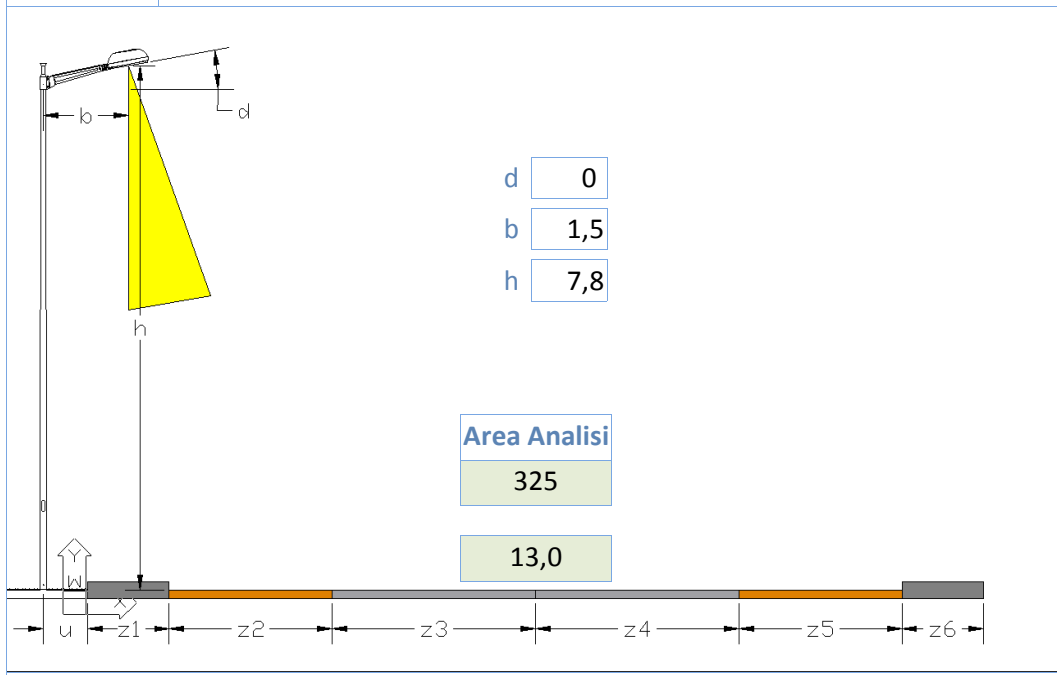 b
d
d 0
b 1,5
h 7,8
h
Area Analisi
325
13,0
Y
W
X
u z1 z2 z3 z4 z5 z6